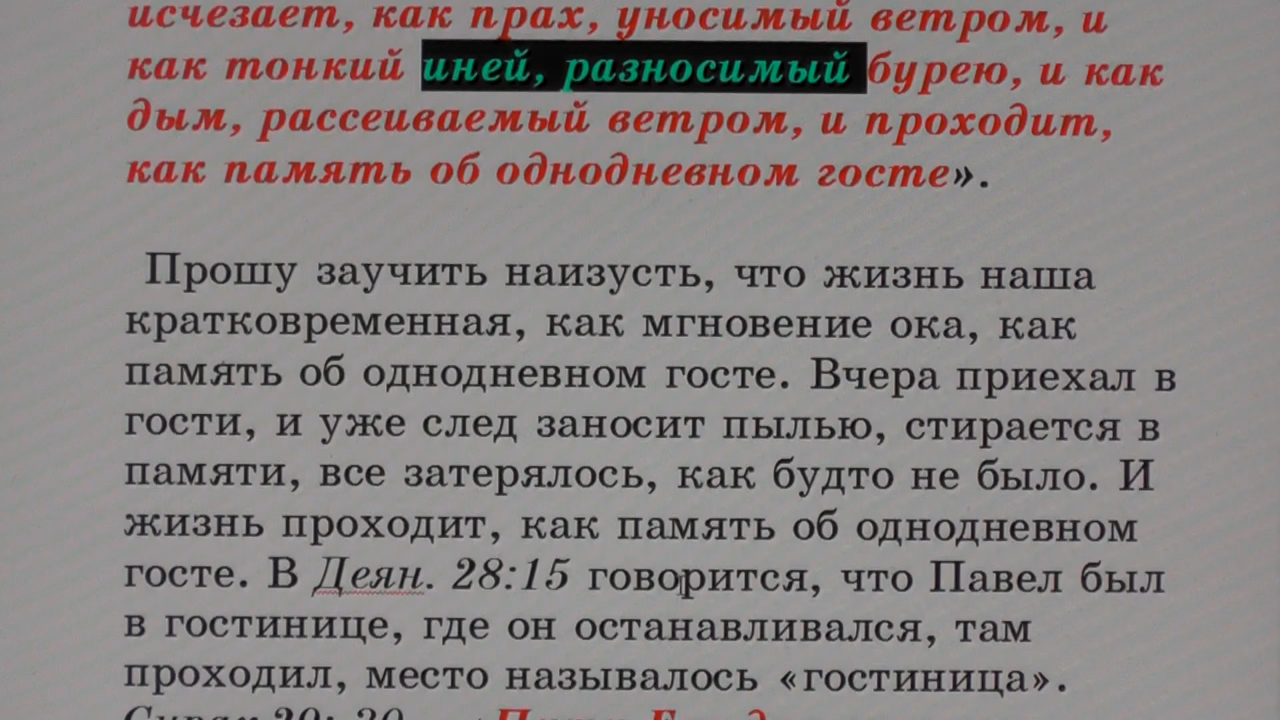 исчезает, как прах, уносимый ветром, и
как тонкий иней, разносимый бурею, и как
дым, рассеиваемый ветром, и проходит,
как память об однодневном госте».
Прошу заучить наизусть, что жизнь наша
кратковременная, как мгновение ока, как
память об однодневном госте. Вчера приехал в
гости, и уже след заносит пылью, стирается в
памяти, все затерялось, как будто не было. И
жизнь проходит, как память об однодневном
госте. В Деян. 28:15 говорится, что Павел был
в гостинице, где он останавливался, там
проходил, место называлось «гостиница».